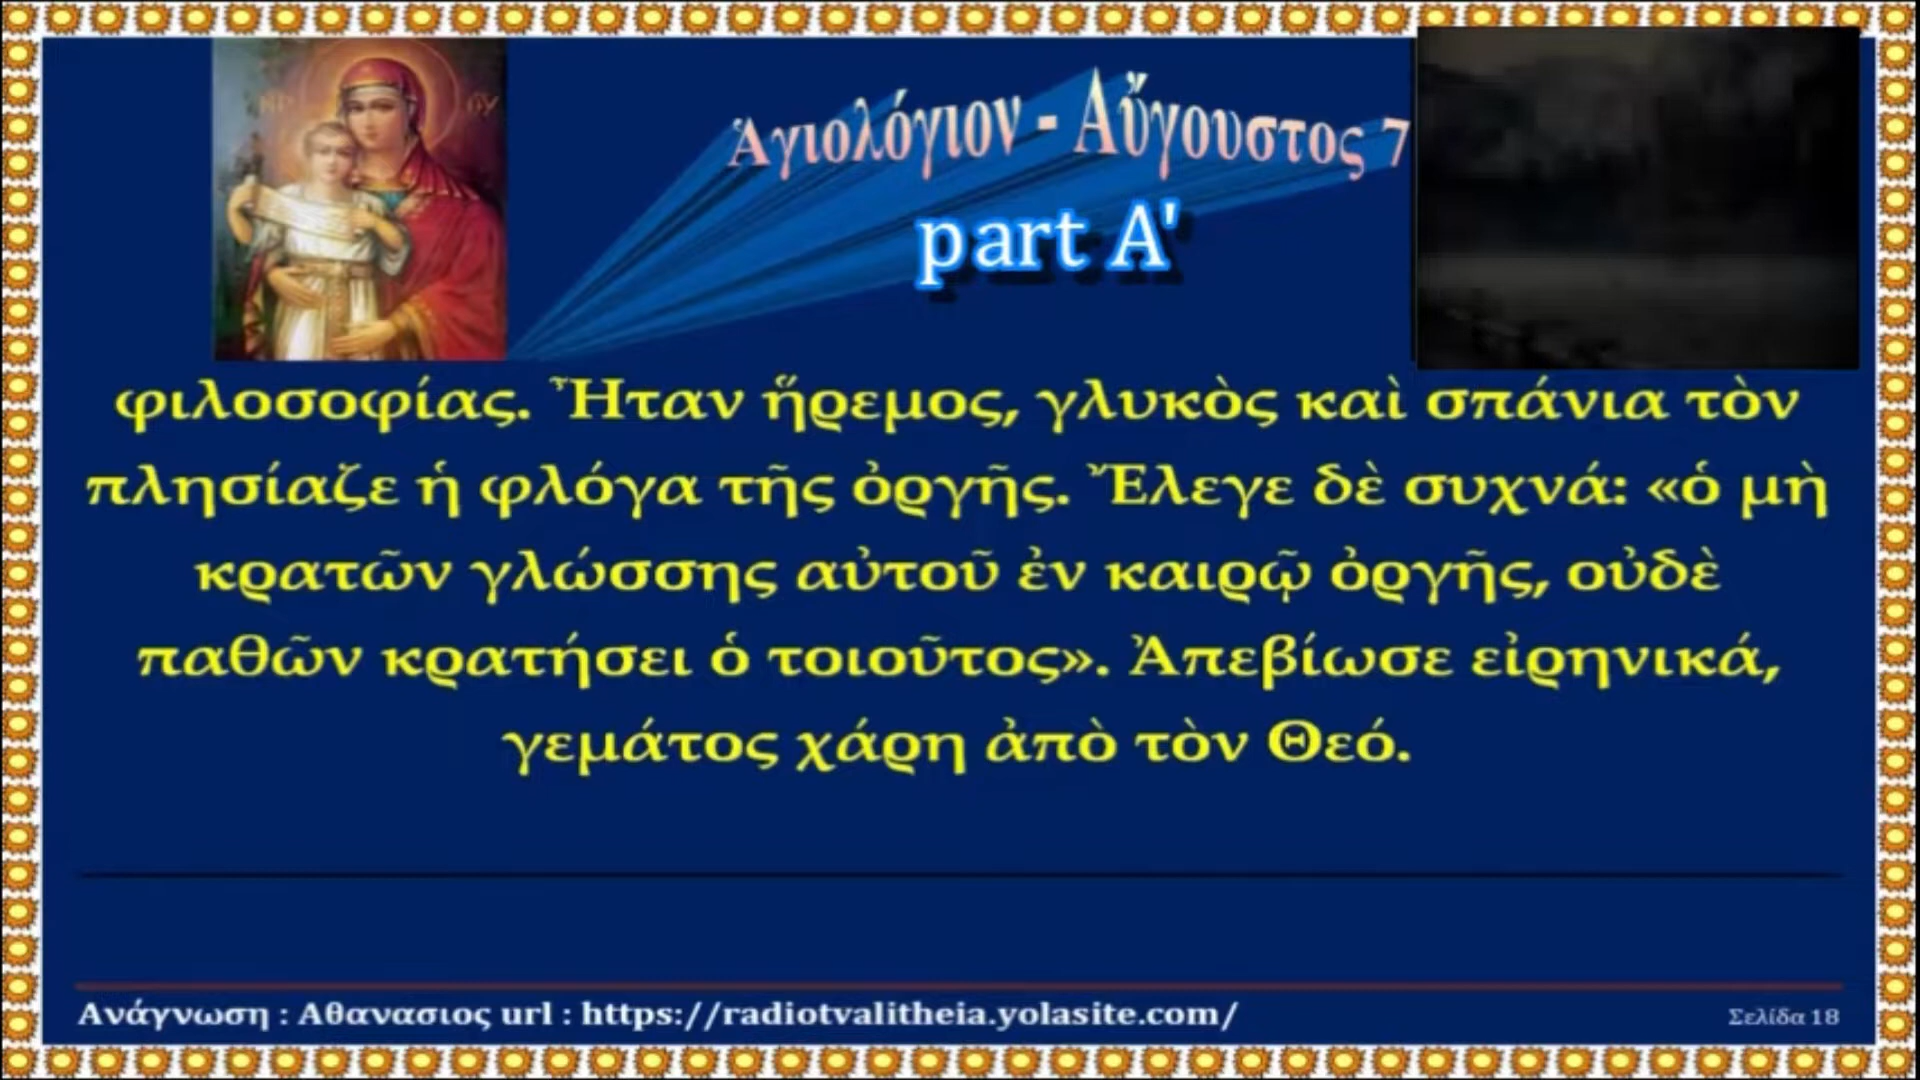 Ἁγιολόγιον - Αὔγουστος 7
part A'
φιλοσοφίας. Ἦταν ἤρεμος, γλυκὸς καὶ σπάνια τὸν
πλησίαζε ἡ φλόγα τῆς ὀργῆς. Ἔλεγε δὲ συχνά: «ὁ μὴ
κρατῶν γλώσσης αὐτοῦ ἐν καιρῷ ὀργῆς, οὐδὲ
παθῶν κρατήσει ὁ τοιοῦτος». Ἀπεβίωσε εἰρηνικά,
γεμάτος χάρη ἀπὸ τὸν Θεό.
Ανάγνωση : Αθανασιος url : https://radiotvalitheia.yolasite.com/
Σελίδα 18